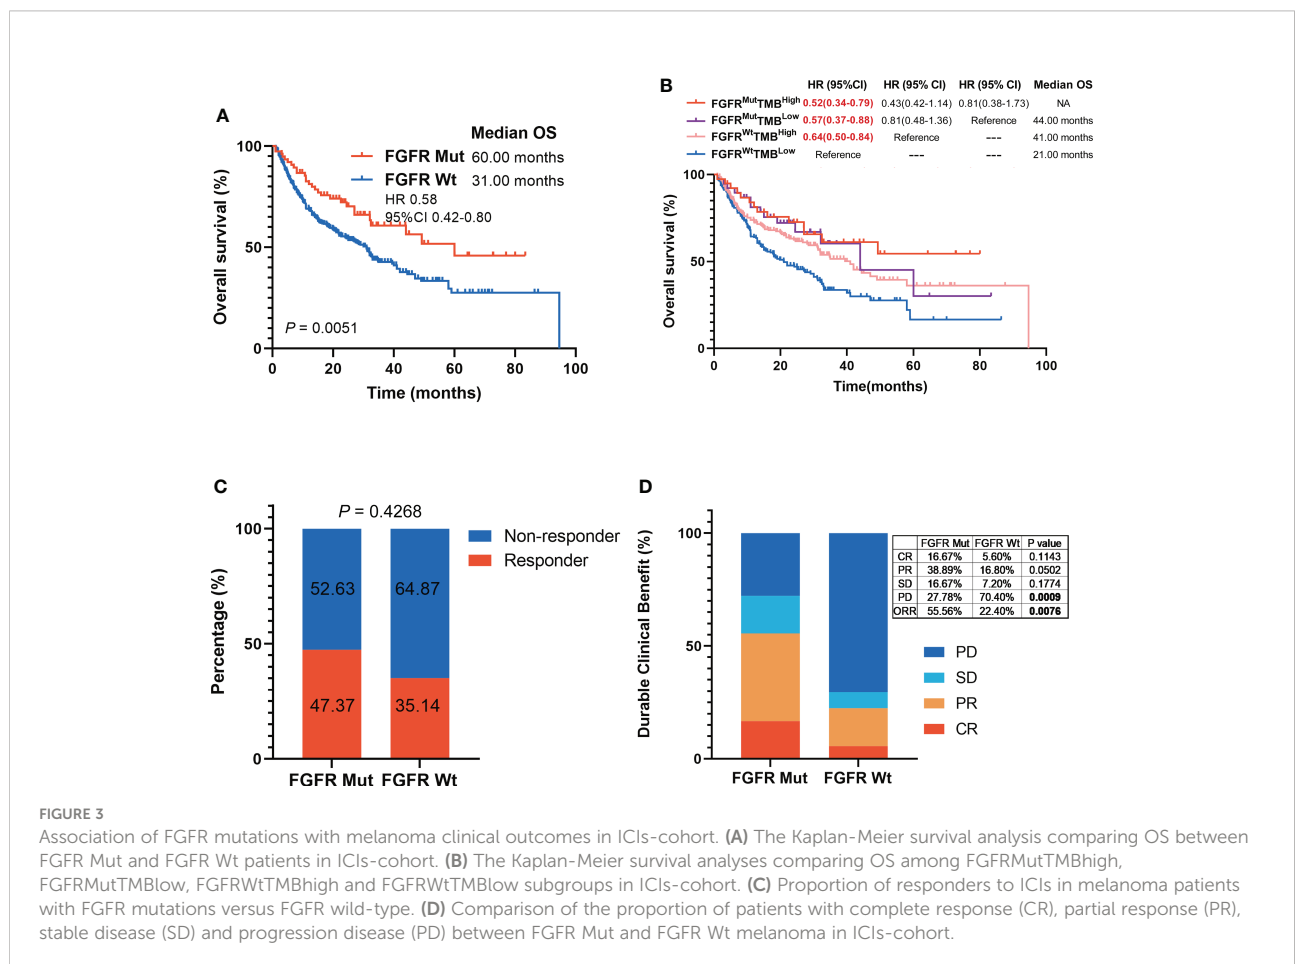 A
Median OS
FGFR Mut 60.00 months
FGFR Wt 31.00 months
HR 0.58
95%CI 0.42-0.80
P = 0.0051
Overall survival (%)
100
50
0
0 20 40 60 80 100
Time (months)
B
HR (95%CI) HR (95% CI) HR (95% CI) Median OS
FGFRMutTMBHigh 0.52(0.34-0.79) 0.43(0.42-1.14) 0.81(0.38-1.73) NA
FGFRMutTMBLow 0.57(0.37-0.88) 0.81(0.48-1.36) Reference 44.00 months
FGFRWtTMBHigh 0.64(0.50-0.84) Reference --- 41.00 months
FGFRWtTMBLow Reference --- --- 21.00 months
Overall survival (%)
100
50
0
0 20 40 60 80 100
Time(months)
C
P = 0.4268
Percentage (%)
100
50
0
52.63 64.87
47.37 35.14
FGFR Mut FGFR Wt
Non-responder
Responder
D
Durable Clinical Benefit (%)
100
50
0
FGFR Mut FGFR Wt
FGFR Mut FGFR Wt P value
CR 16.67% 5.60% 0.1143
PR 38.89% 16.80% 0.0502
SD 16.67% 7.20% 0.1774
PD 27.78% 70.40% 0.0009
ORR 55.56% 22.40% 0.0076
PD
SD
PR
CR
FIGURE 3
Association of FGFR mutations with melanoma clinical outcomes in ICIs-cohort. (A) The Kaplan-Meier survival analysis comparing OS between
FGFR Mut and FGFR Wt patients in ICIs-cohort. (B) The Kaplan-Meier survival analyses comparing OS among FGFRMutTMBhigh,
FGFRMutTMBlow, FGFRWtTMBhigh and FGFRWtTMBlow subgroups in ICIs-cohort. (C) Proportion of responders to ICIs in melanoma patients
with FGFR mutations versus FGFR wild-type. (D) Comparison of the proportion of patients with complete response (CR), partial response (PR),
stable disease (SD) and progression disease (PD) between FGFR Mut and FGFR Wt melanoma in ICIs-cohort.